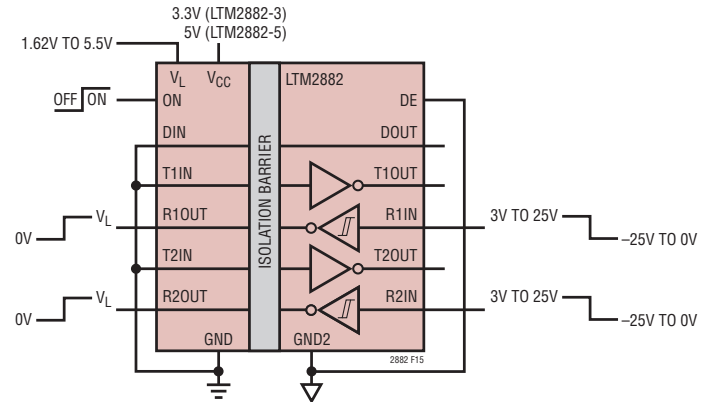 3.3V (LTM2882-3)
5V (LTM2882-5)
1.62V TO 5.5V
VL VCC LTM2882
OFF ON ON DE
DIN DOUT
T1IN T1OUT
R1OUT R1IN
0V VL 3V TO 25V –25V TO 0V
ISOLATION BARRIER
T2IN T2OUT
R2OUT R2IN
0V VL 3V TO 25V –25V TO 0V
GND GND2
2882 F15